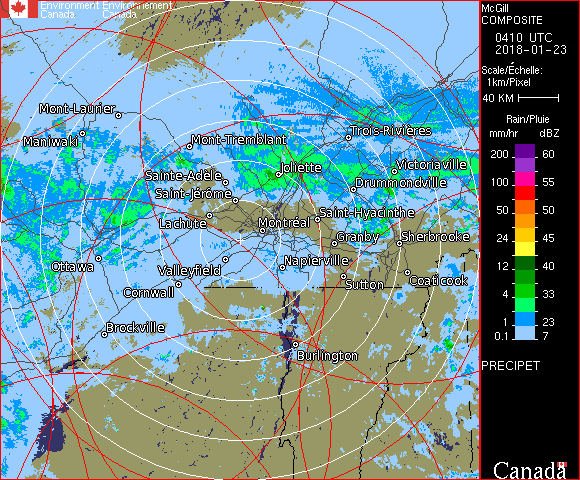 Environment Environnement
Canada Canada
McGill
COMPOSITE
0410 UTC
2018-01-23
Scale/Échelle:
1km/Pixel
40 KM
Rain/Pluie
mm/hr dBZ
200 60
100 55
50 50
24 45
12 40
4 33
1 23
0.1 7
PRECIPET
Canada
Mont-Laurier
Maniwaki
Mont-Tremblant
Trois-Rivières
Sainte-Adèle
Joliette
Victoriaville
Saint-Jérôme
Drummondville
Lachute
Montréal
Saint-Hyacinthe
Granby
Sherbrooke
Ottawa
Valleyfield
Napierville
Cornwall
Sutton
Coaticook
Brockville
Burlington